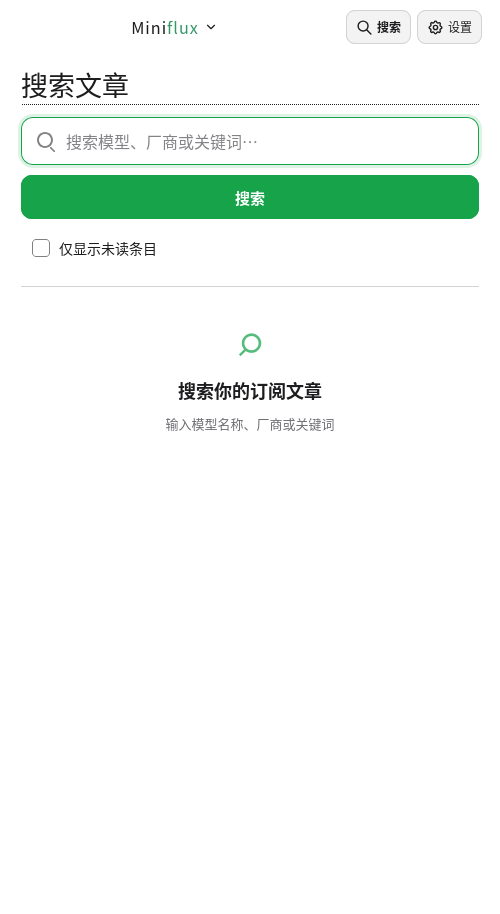 Miniflux
搜索
设置
搜索文章
搜索模型、厂商或关键词…
搜索
仅显示未读条目
搜索你的订阅文章
输入模型名称、厂商或关键词